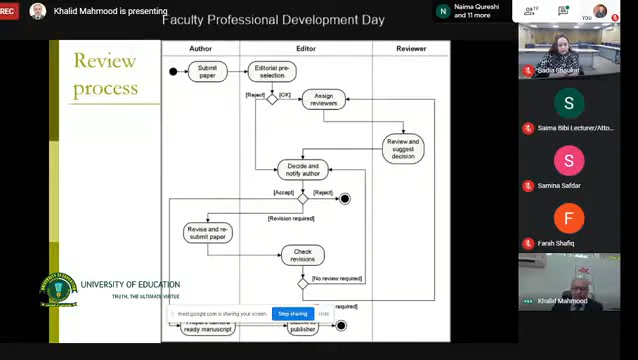 REC
Khalid Mahmood is presenting
Faculty Professional Development Day
Naima Qureshi
and 11 more
Review
process
Author
Editor
Reviewer
Submit
paper
Editorial pre-
selection
[Reject]
[OK]
Assign
reviewers
Review and
suggest
decision
Decide and
notify author
[Accept]
[Reject]
[Revision required]
Revise and re-
submit paper
Check
revisions
[No review required]
required]
UNIVERSITY OF EDUCATION
TRUTH, THE ULTIMATE VIRTUE
meet.google.com is sharing your screen.
Stop sharing
Hide
ready manuscript
publisher
Sadia Shaukat
S
Saima Bibi Lecturer/Atto...
S
Samina Safdar
F
Farah Shafiq
Khalid Mahmood